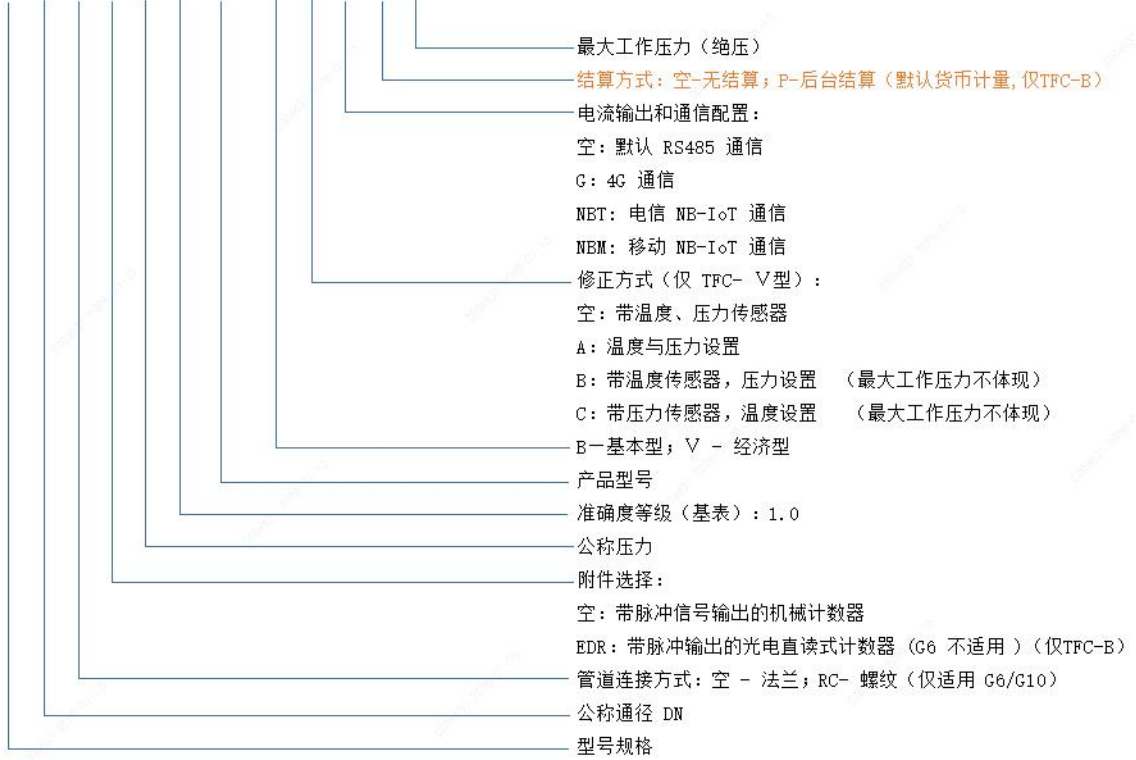 最大工作压力（绝压）
结算方式：空-无结算；P-后台结算（默认货币计量,仅TFC-B）
电流输出和通信配置：
空：默认 RS485 通信
G：4G 通信
NBT: 电信 NB-IoT 通信
NBM: 移动 NB-IoT 通信
修正方式（仅 TFC- V型）：
空：带温度、压力传感器
A：温度与压力设置
B：带温度传感器，压力设置 （最大工作压力不体现）
C：带压力传感器，温度设置 （最大工作压力不体现）
B—基本型；V - 经济型
产品型号
准确度等级（基表）：1.0
公称压力
附件选择：
空：带脉冲信号输出的机械计数器
EDR：带脉冲输出的光电直读式计数器（G6 不适用 ）（仅TFC-B）
管道连接方式：空 - 法兰；RC- 螺纹（仅适用 G6/G10）
公称通径 DN
型号规格